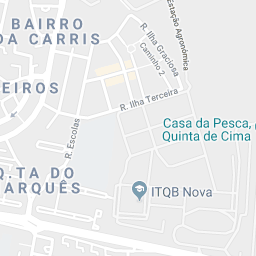 BAIRRO
DA CARRIS
Estação Agronómica
R. Ilha Graciosa
Caminho 2
EIROS
R. Ilha Terceira
R. Escolas
Casa da Pesca,
Quinta de Cima
Q.TA DO
ARQUÊS
ITQB Nova